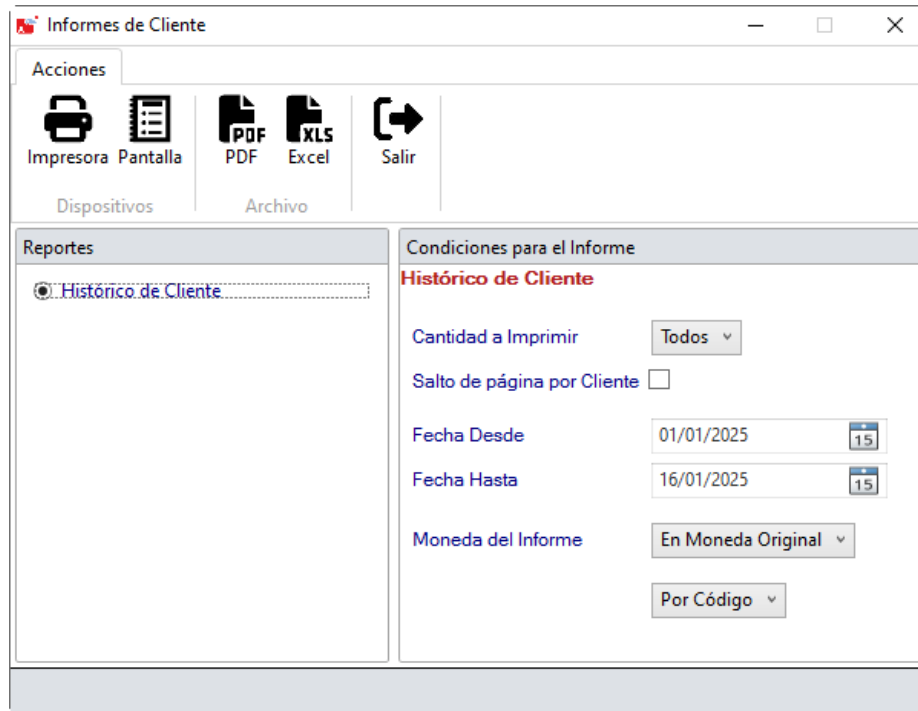 Informes de Cliente
Acciones
PDF XLS
Impresora Pantalla PDF Excel Salir
Dispositivos Archivo
Reportes
Histórico de Cliente
Condiciones para el Informe
Histórico de Cliente
Cantidad a Imprimir Todos
Salto de página por Cliente
Fecha Desde 01/01/2025 15
Fecha Hasta 16/01/2025 15
Moneda del Informe En Moneda Original
Por Código